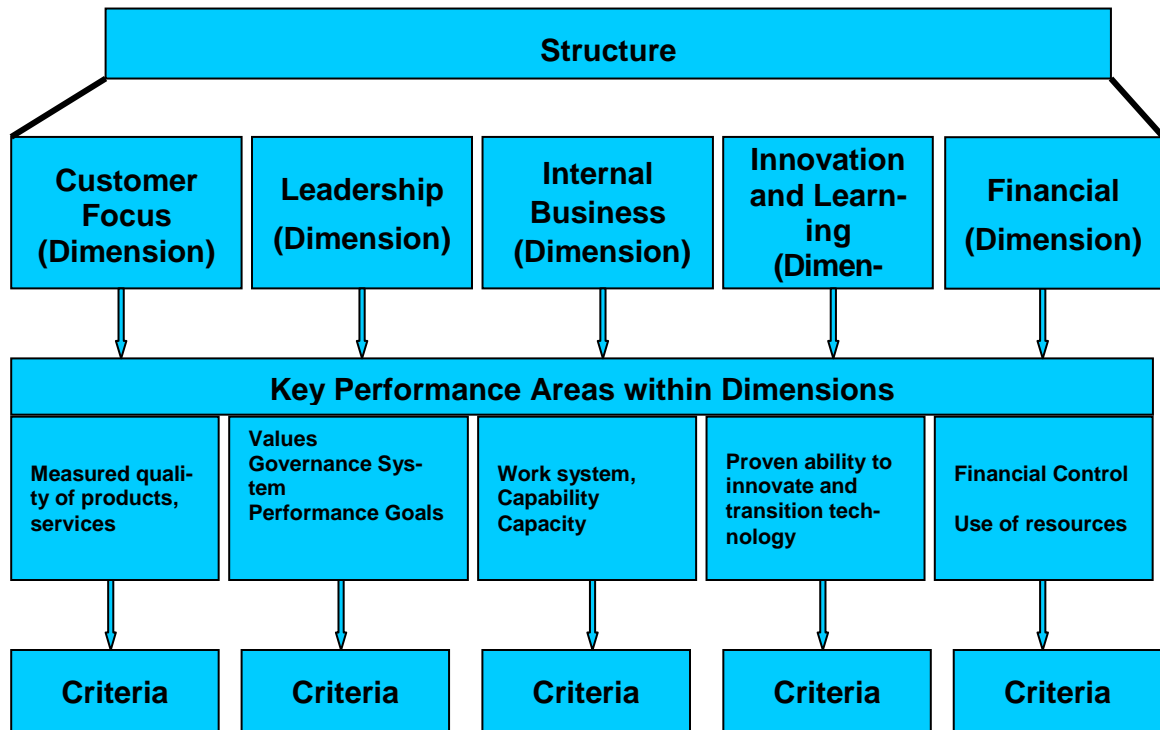 Structure
Customer
Focus
(Dimension)
Leadership
(Dimension)
Internal
Business
(Dimension)
Innovation
and Learn-
ing
(Dimen-
Financial
(Dimension)
Key Performance Areas within Dimensions
Measured quali-
ty of products,
services
Values
Governance Sys-
tem
Performance Goals
Work system,
Capability
Capacity
Proven ability to
innovate and
transition tech-
nology
Financial Control
Use of resources
Criteria
Criteria
Criteria
Criteria
Criteria